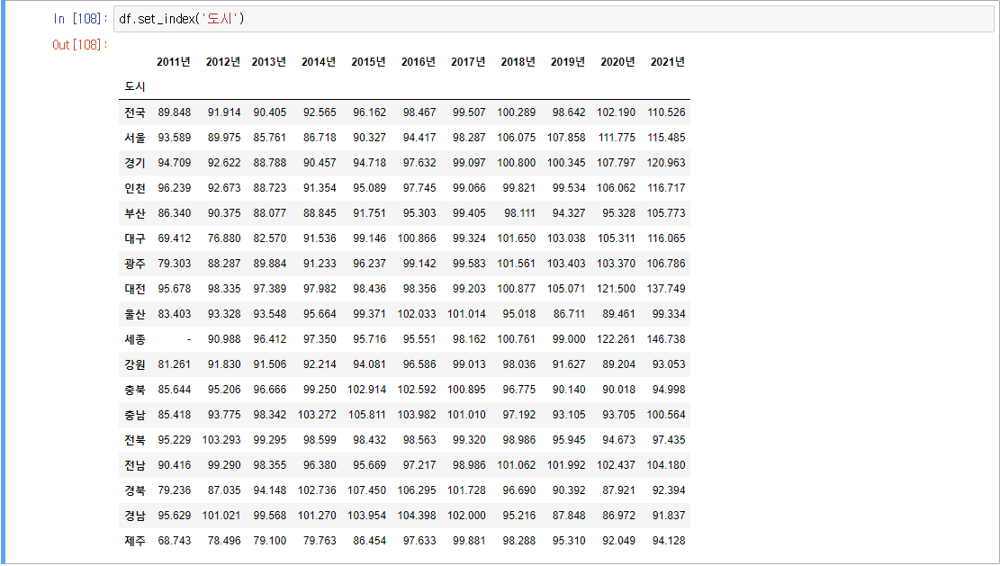 In [108]: df.set_index('도시')
Out[108]:
2011년 2012년 2013년 2014년 2015년 2016년 2017년 2018년 2019년 2020년 2021년
도시
전국 89.848 91.914 90.405 92.565 96.162 98.467 99.507 100.289 98.642 102.190 110.526
서울 93.589 89.975 85.761 86.718 90.327 94.417 98.287 106.075 107.858 111.775 115.485
경기 94.709 92.622 88.788 90.457 94.718 97.632 99.097 100.800 100.345 107.797 120.963
인천 96.239 92.673 88.723 91.354 95.089 97.745 99.066 99.821 99.534 106.062 116.717
부산 86.340 90.375 88.077 88.845 91.751 95.303 99.405 98.111 94.327 95.328 105.773
대구 69.412 76.880 82.570 91.536 99.146 100.866 99.324 101.650 103.038 105.311 116.065
광주 79.303 88.287 89.884 91.233 96.237 99.142 99.583 101.561 103.403 103.370 106.786
대전 95.678 98.335 97.389 97.982 98.436 98.356 99.203 100.877 105.071 121.500 137.749
울산 83.403 93.328 93.548 95.664 99.371 102.033 101.014 95.018 86.711 89.461 99.334
세종 - 90.988 96.412 97.350 95.716 95.551 98.162 100.761 99.000 122.261 146.738
강원 81.261 91.830 91.506 92.214 94.081 96.586 99.013 98.036 91.627 89.204 93.053
충북 85.644 95.206 96.666 99.250 102.914 102.592 100.895 96.775 90.140 90.018 94.998
충남 85.418 93.775 98.342 103.272 105.811 103.982 101.010 97.192 93.105 93.705 100.564
전북 95.229 103.293 99.295 98.599 98.432 98.563 99.320 98.986 95.945 94.673 97.435
전남 90.416 99.290 98.355 96.380 95.669 97.217 98.986 101.062 101.992 102.437 104.180
경북 79.236 87.035 94.148 102.736 107.450 106.295 101.728 96.690 90.392 87.921 92.394
경남 95.629 101.021 99.568 101.270 103.954 104.398 102.000 95.216 87.848 86.972 91.837
제주 68.743 78.496 79.100 79.763 86.454 97.633 99.881 98.288 95.310 92.049 94.128